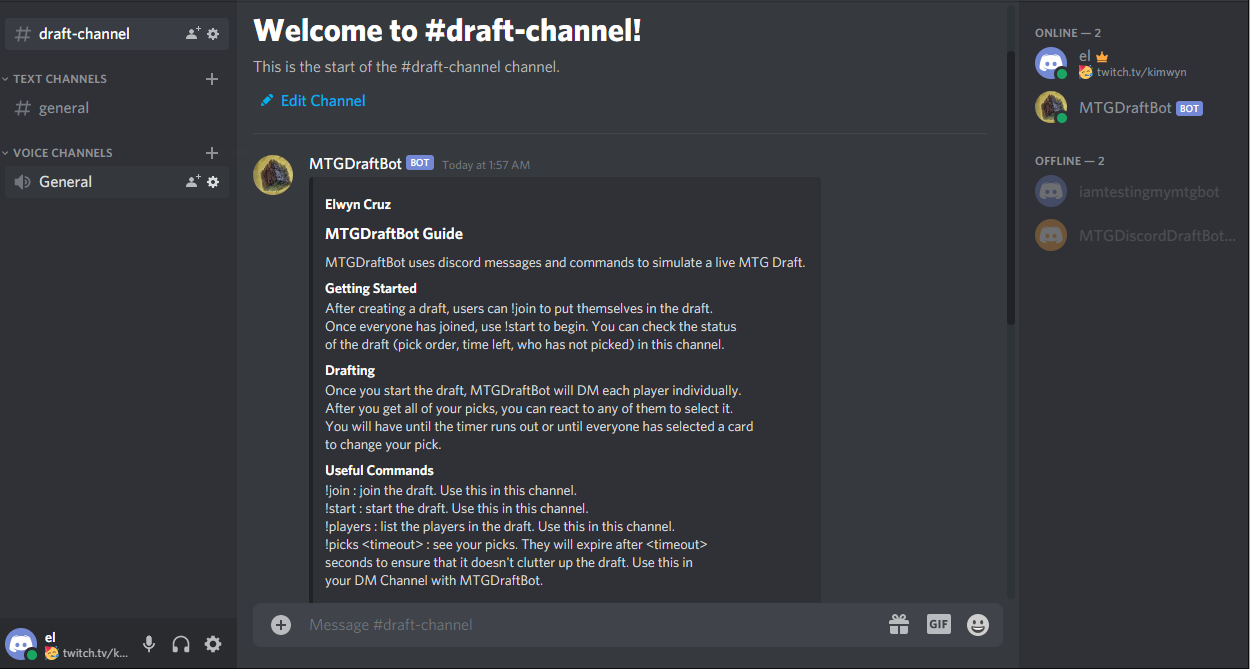 # draft-channel
TEXT CHANNELS
# general
VOICE CHANNELS
General
el
twitch.tv/k...
Welcome to #draft-channel!
This is the start of the #draft-channel channel.
Edit Channel
MTGDraftBot BOT Today at 1:57 AM
Elwyn Cruz
MTGDraftBot Guide
MTGDraftBot uses discord messages and commands to simulate a live MTG Draft.
Getting Started
After creating a draft, users can !join to put themselves in the draft.
Once everyone has joined, use !start to begin. You can check the status
of the draft (pick order, time left, who has not picked) in this channel.
Drafting
Once you start the draft, MTGDraftBot will DM each player individually.
After you get all of your picks, you can react to any of them to select it.
You will have until the timer runs out or until everyone has selected a card
to change your pick.
Useful Commands
!join : join the draft. Use this in this channel.
!start : start the draft. Use this in this channel.
!players : list the players in the draft. Use this in this channel.
!picks <timeout> : see your picks. They will expire after <timeout>
seconds to ensure that it doesn't clutter up the draft. Use this in
your DM Channel with MTGDraftBot.
Message #draft-channel
GIF
ONLINE — 2
el
twitch.tv/kimwyn
MTGDraftBot BOT
OFFLINE — 2
iamtestingmymtgbot
MTGDiscordDraftBot...